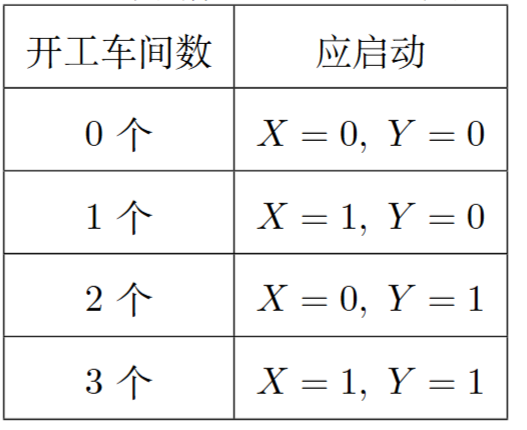 开工车间数 应启动
0 个 X = 0, Y = 0
1 个 X = 1, Y = 0
2 个 X = 0, Y = 1
3 个 X = 1, Y = 1